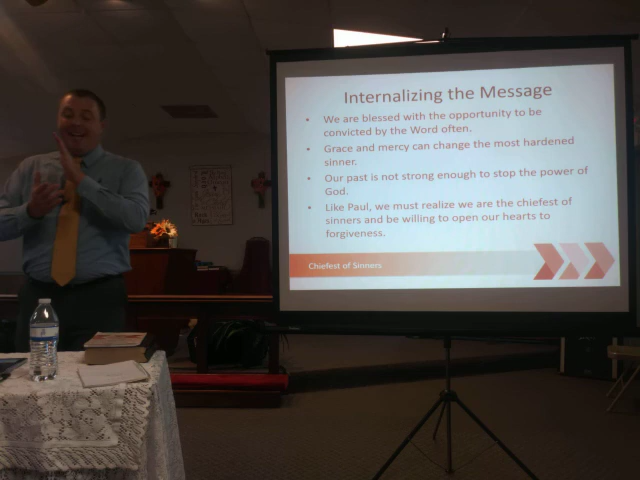 Internalizing the Message
• We are blessed with the opportunity to be
convicted by the Word often.
• Grace and mercy can change the most hardened
sinner.
• Our past is not strong enough to stop the power of
God.
• Like Paul, we must realize we are the chiefest of
sinners and be willing to open our hearts to
forgiveness.
Chiefest of Sinners